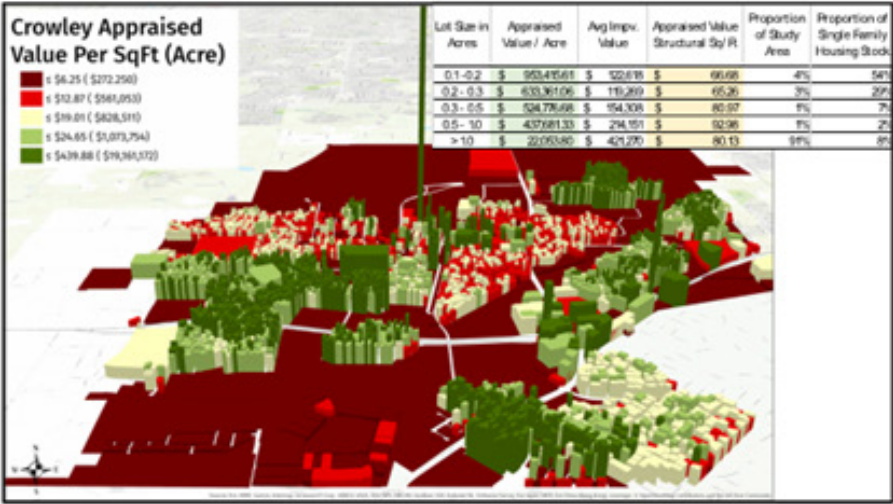 Crowley Appraised
Value Per SqFt (Acre)
≤ $6.25 ( $272.250)
≤ $12.87 ( $561,053)
≤ $19.01 ( $828,511)
≤ $24.65 ( $1,073,754)
≤ $439.88 ( $19,161,172)
Lot Size in Acres Appraised Value / Acre Avg Impv. Value Appraised Value Structural Sq/ Ft Proportion of Study Area Proportion of Single Family Housing Stock
0.1-0.2 $ 953,415.61 $ 122,618 $ 66.68 4% 54%
0.2 - 0.3 $ 633,361.06 $ 119,269 $ 65.26 3% 29%
0.3 - 0.5 $ 524,776.68 $ 154,308 $ 80.97 1% 7%
0.5 - 1.0 $ 437,681.33 $ 214,151 $ 92.98 1% 2%
> 1.0 $ 22,053.80 $ 421,270 $ 80.13 91% 8%
N
W E